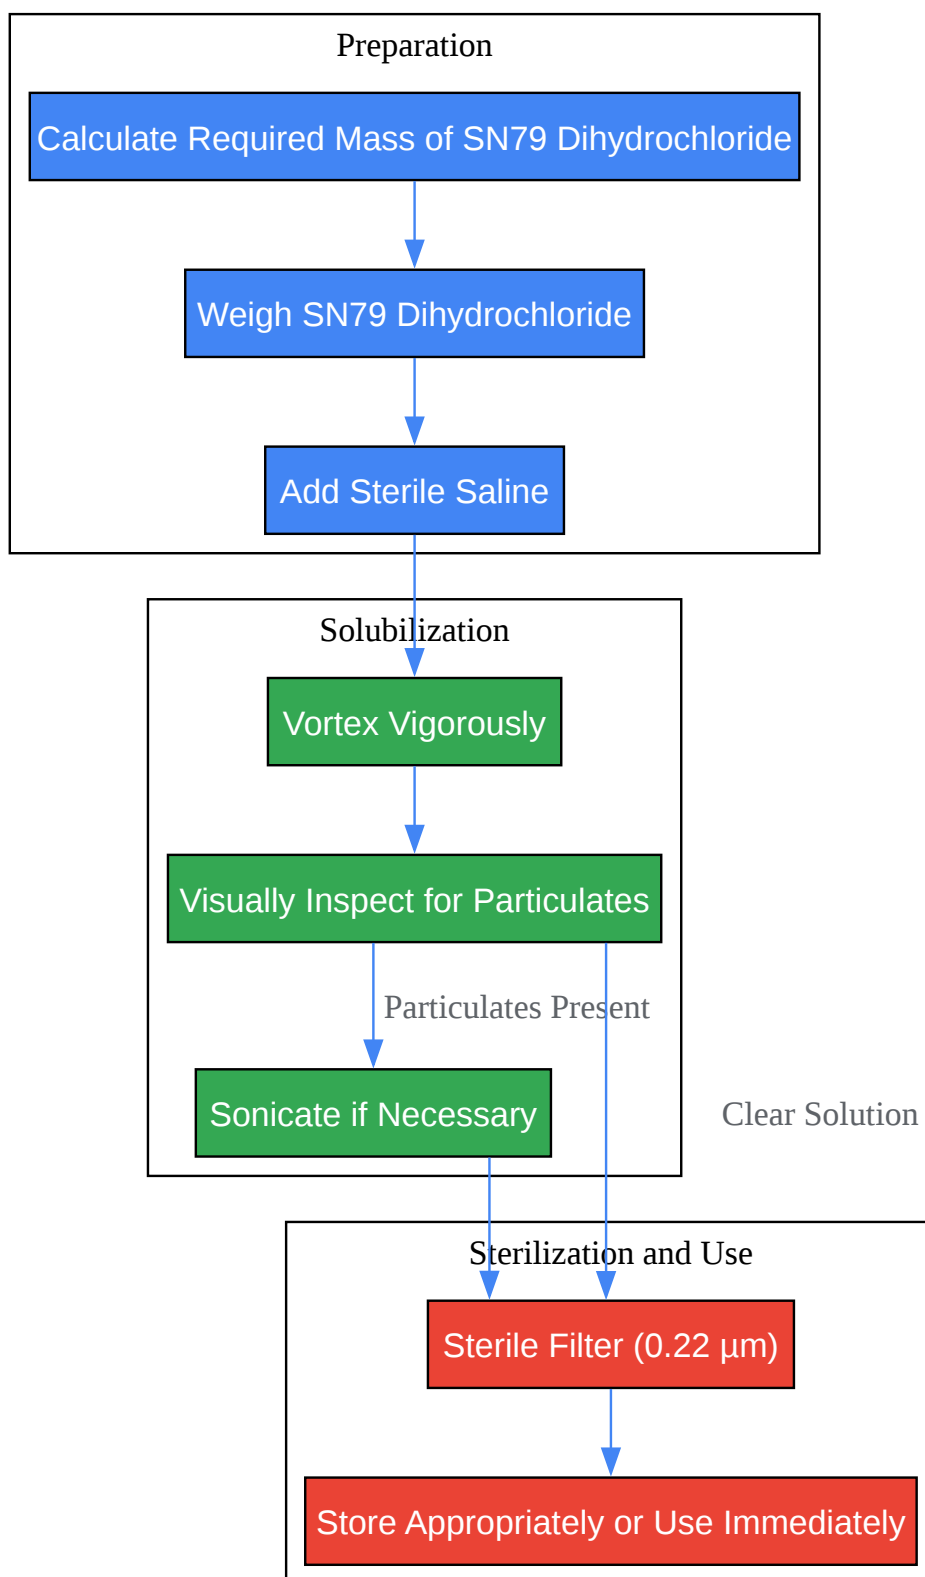 Preparation
Calculate Required Mass of SN79 Dihydrochloride
Weigh SN79 Dihydrochloride
Add Sterile Saline
Solubilization
Vortex Vigorously
Visually Inspect for Particulates
Particulates Present
Sonicate if Necessary
Clear Solution
Sterilization and Use
Sterile Filter (0.22 µm)
Store Appropriately or Use Immediately